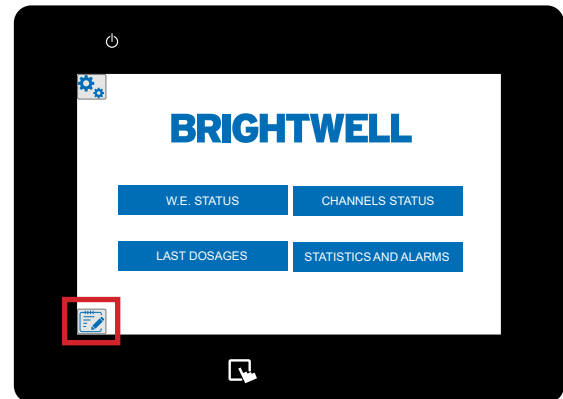 BRIGHTWELL
W.E. STATUS
CHANNELS STATUS
LAST DOSAGES
STATISTICS AND ALARMS